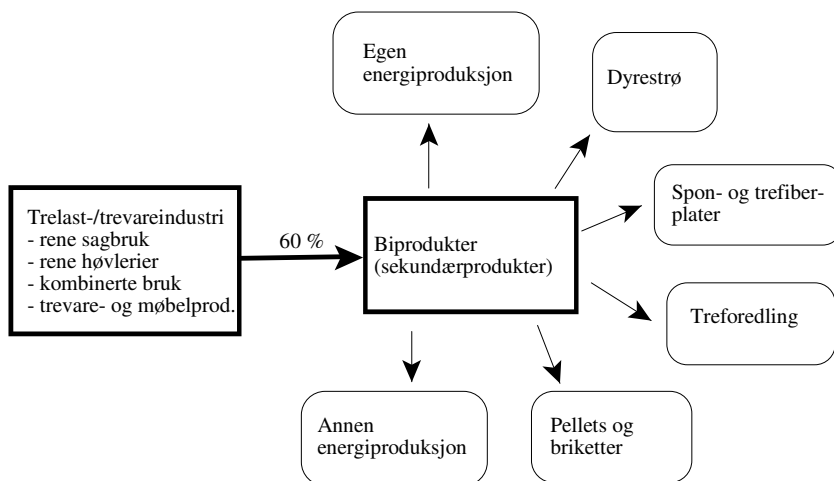 Egen
energiproduksjon
Dyrestrø
Spon- og trefiber-
plater
Trelast-/trevareindustri
- rene sagbruk
- rene høvlerier
- kombinerte bruk
- trevare- og møbelprod.
60 %
Biprodukter
(sekundærprodukter)
Treforedling
Annen
energiproduksjon
Pellets og
briketter